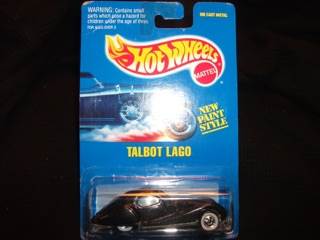 WARNING: Contains small
parts which pose a hazard for
children under the age of three.
DIE CAST METAL
Hot Wheels
MATTEL
NEW
PAINT
STYLE
TALBOT LAGO